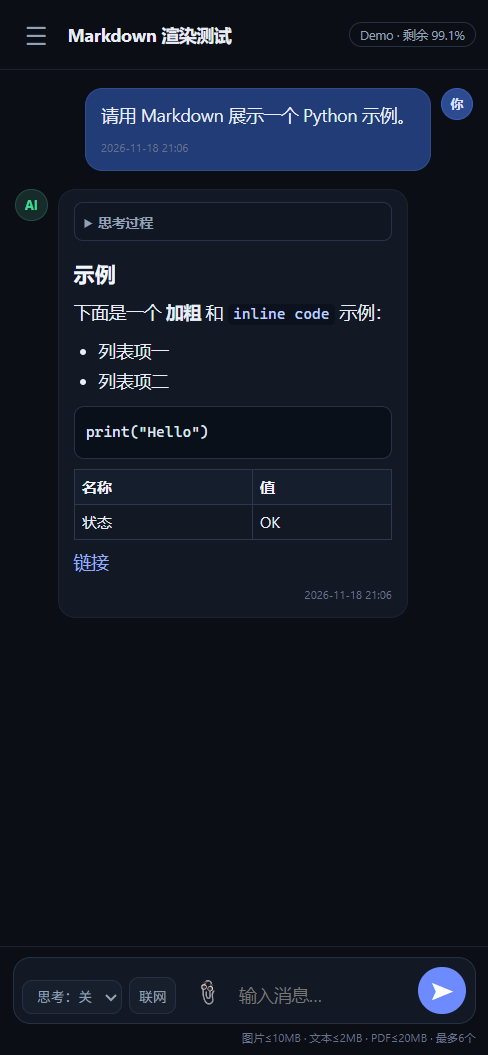 ☰ Markdown 渲染测试 Demo · 剩余 99.1%
请用 Markdown 展示一个 Python 示例。
2026-11-18 21:06
你
AI
▶ 思考过程
示例
下面是一个 加粗 和 inline code 示例：
• 列表项一
• 列表项二
print("Hello")
名称 值
状态 OK
链接
2026-11-18 21:06
思考：关 联网 输入消息...
图片≤10MB · 文本≤2MB · PDF≤20MB · 最多6个